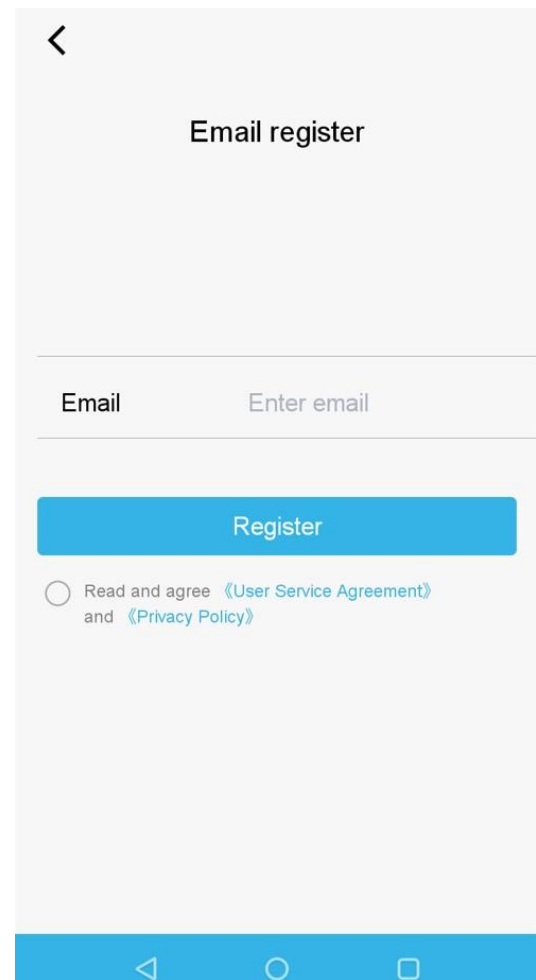 Email register
Email Enter email
Register
Read and agree 《User Service Agreement》
and 《Privacy Policy》